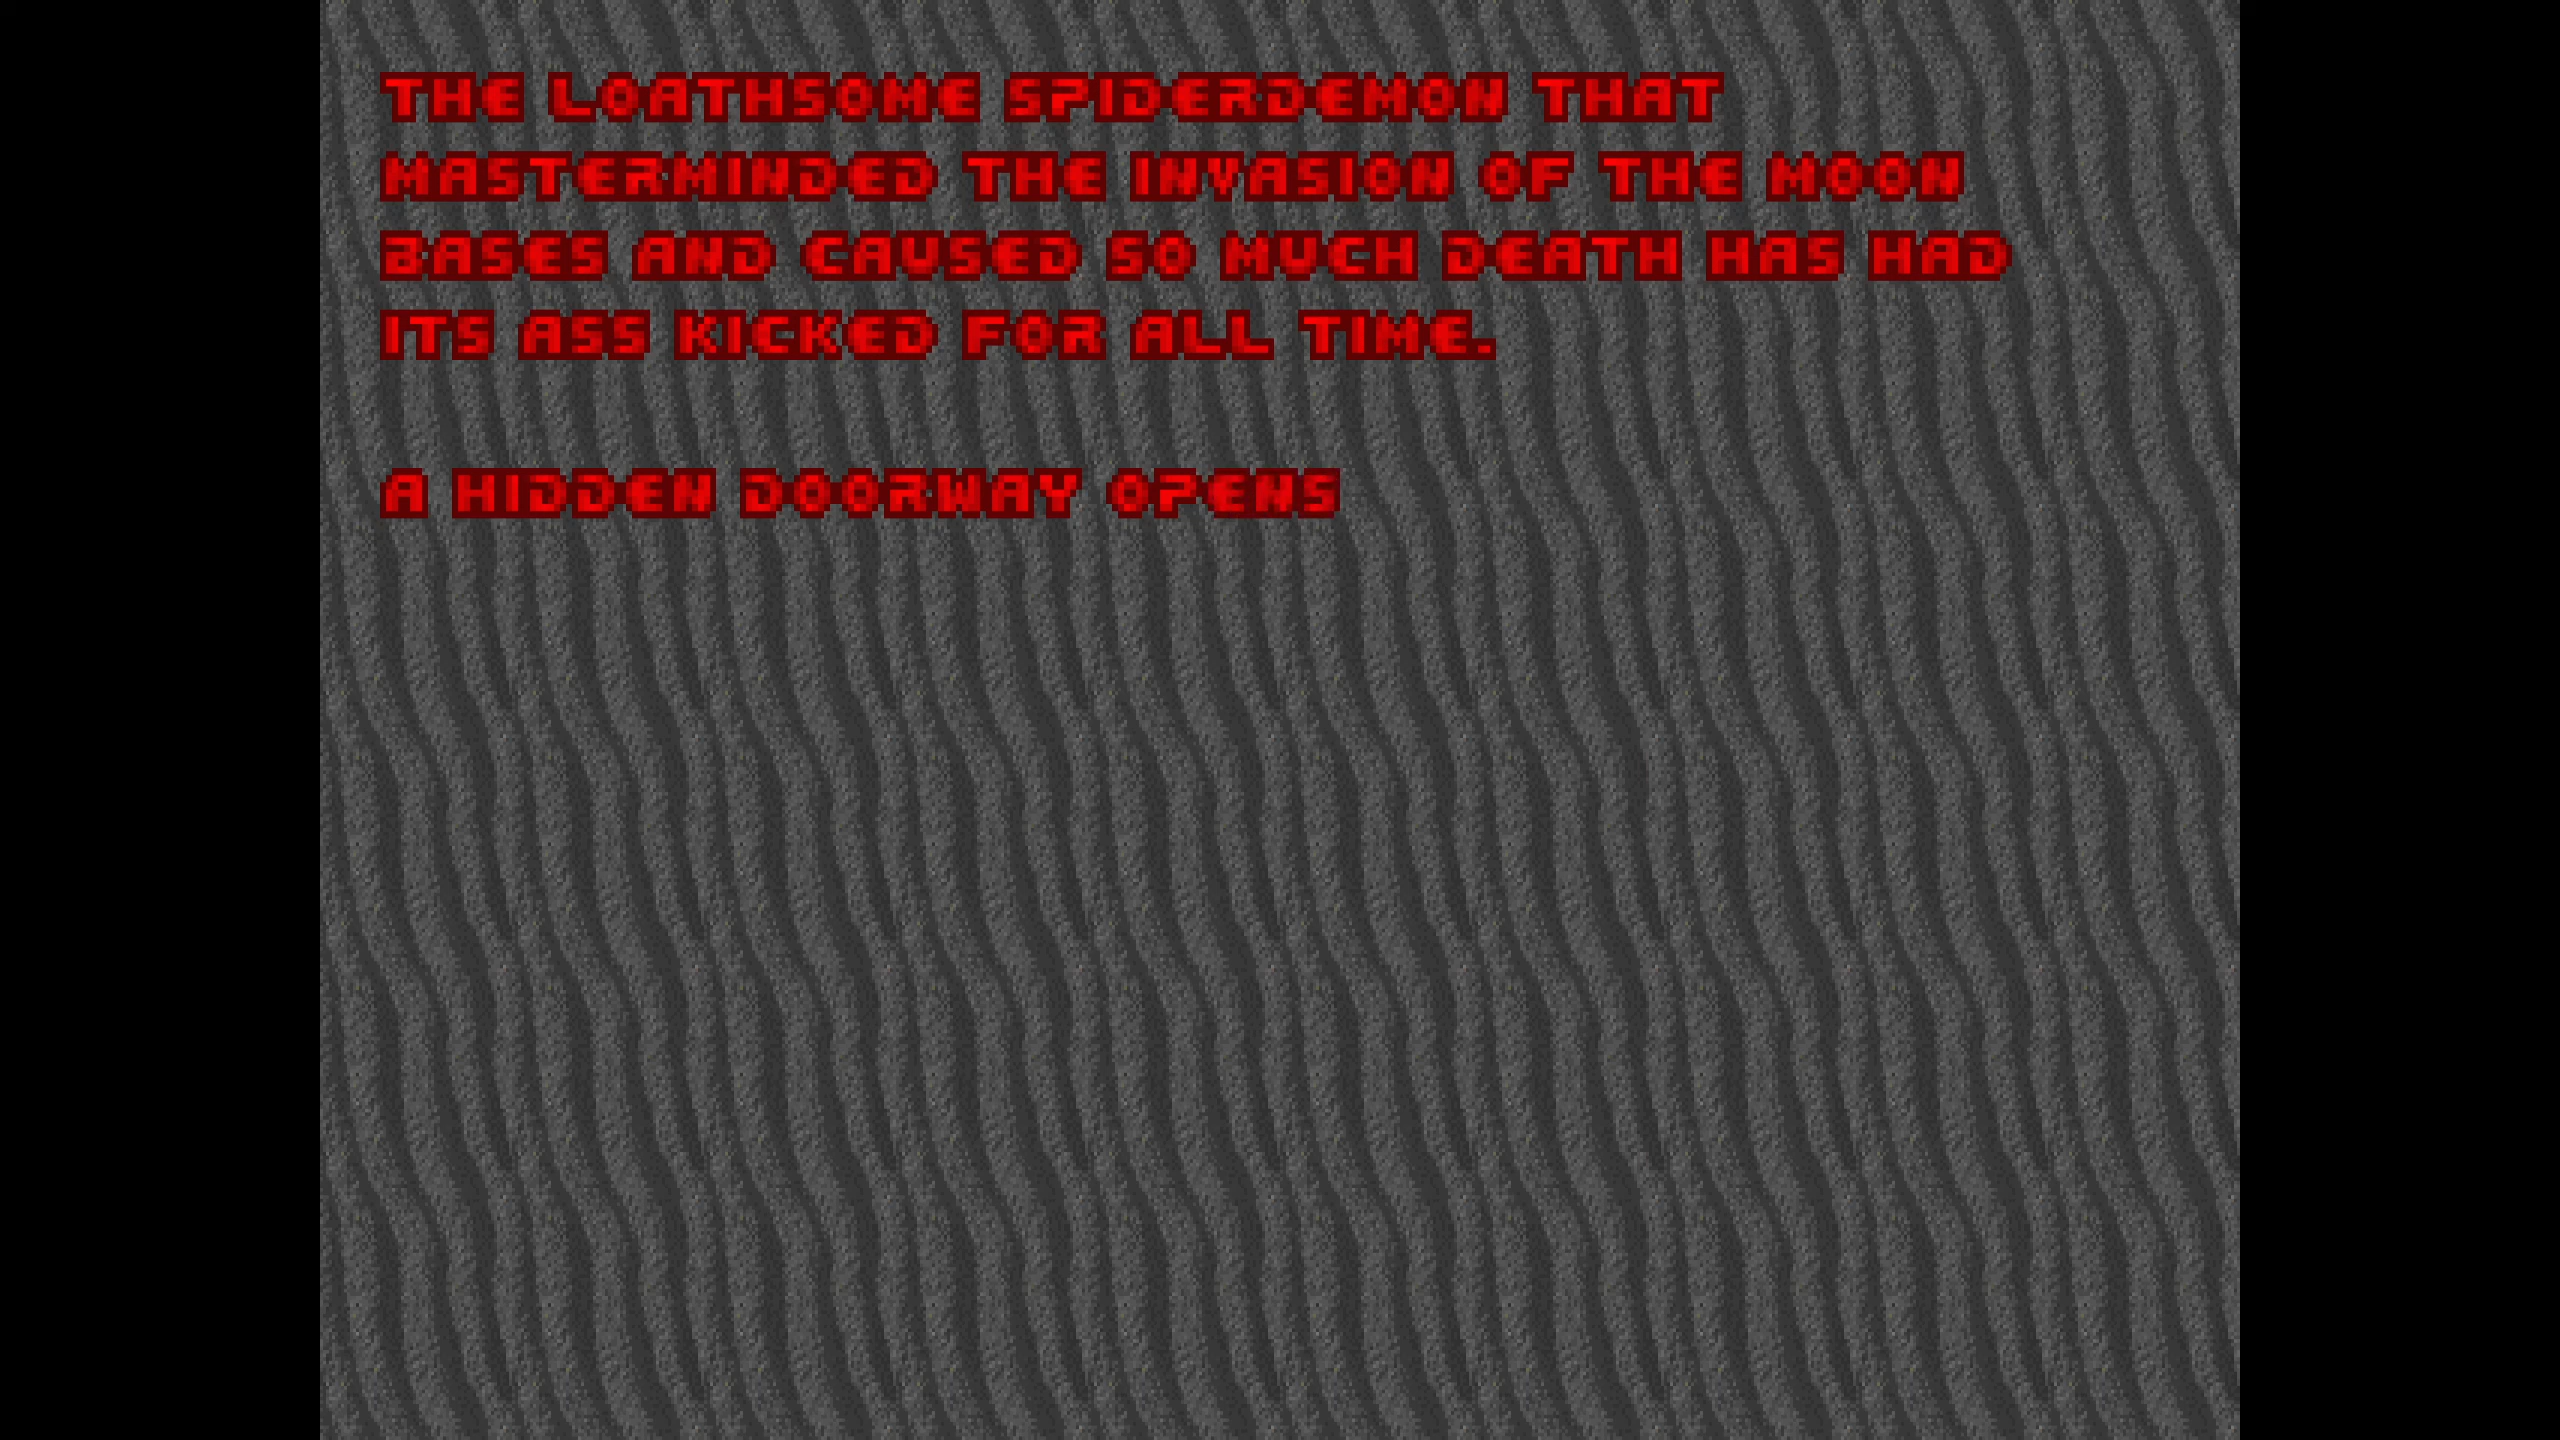 THE LOATHSOME SPIDERDEMON THAT
MASTERMINDED THE INVASION OF THE MOON
BASES AND CAUSED SO MUCH DEATH HAS HAD
ITS ASS KICKED FOR ALL TIME.
A HIDDEN DOORWAY OPENS